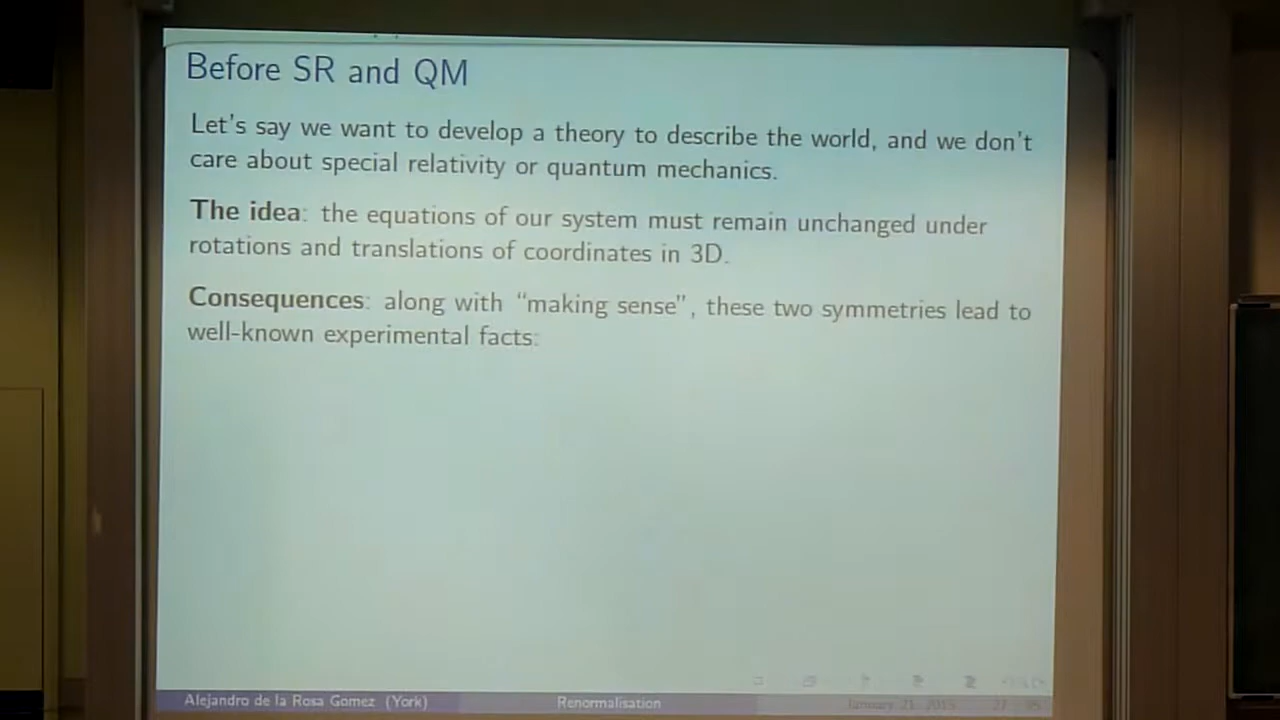 Before SR and QM
Let's say we want to develop a theory to describe the world, and we don't
care about special relativity or quantum mechanics.
The idea: the equations of our system must remain unchanged under
rotations and translations of coordinates in 3D.
Consequences: along with “making sense”, these two symmetries lead to
well-known experimental facts:
Alejandro de la Rosa Gomez (York)
Renormalisation
January 21, 2015